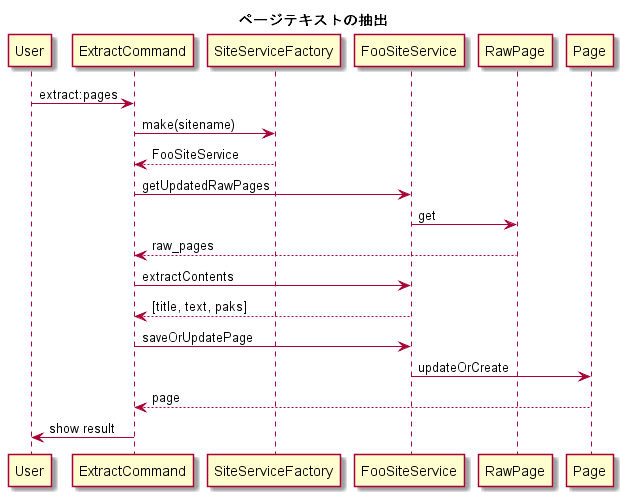 ページテキストの抽出
User
ExtractCommand
SiteServiceFactory
FooSiteService
RawPage
Page
extract:pages
make(sitename)
FooSiteService
getUpdatedRawPages
get
raw_pages
extractContents
[title, text, paks]
saveOrUpdatePage
updateOrCreate
page
show result
User
ExtractCommand
SiteServiceFactory
FooSiteService
RawPage
Page